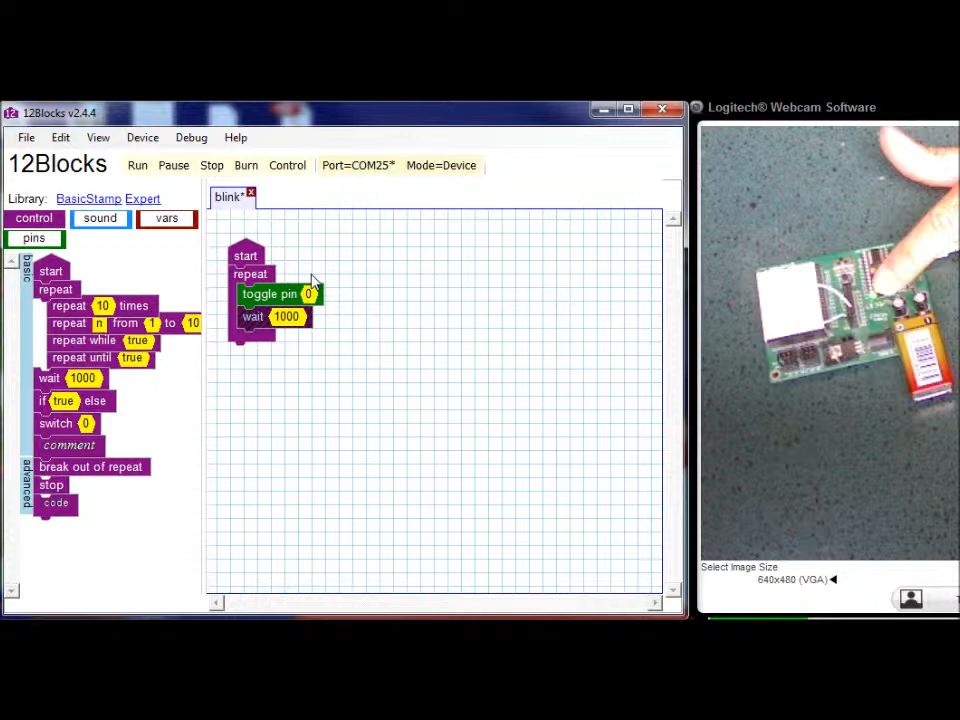 12Blocks v2.4.4
File Edit View Device Debug Help
12Blocks Run Pause Stop Burn Control Port=COM25* Mode=Device
Library: BasicStamp Expert
control sound vars
pins
basic
start
repeat
repeat 10 times
repeat n from 1 to 10
repeat while true
repeat until true
wait 1000
if true else
switch 0
comment
advanced
break out of repeat
stop
code
blink*
start
repeat
toggle pin 0
wait 1000
Logitech® Webcam Software
Select Image Size
640x480 (VGA)